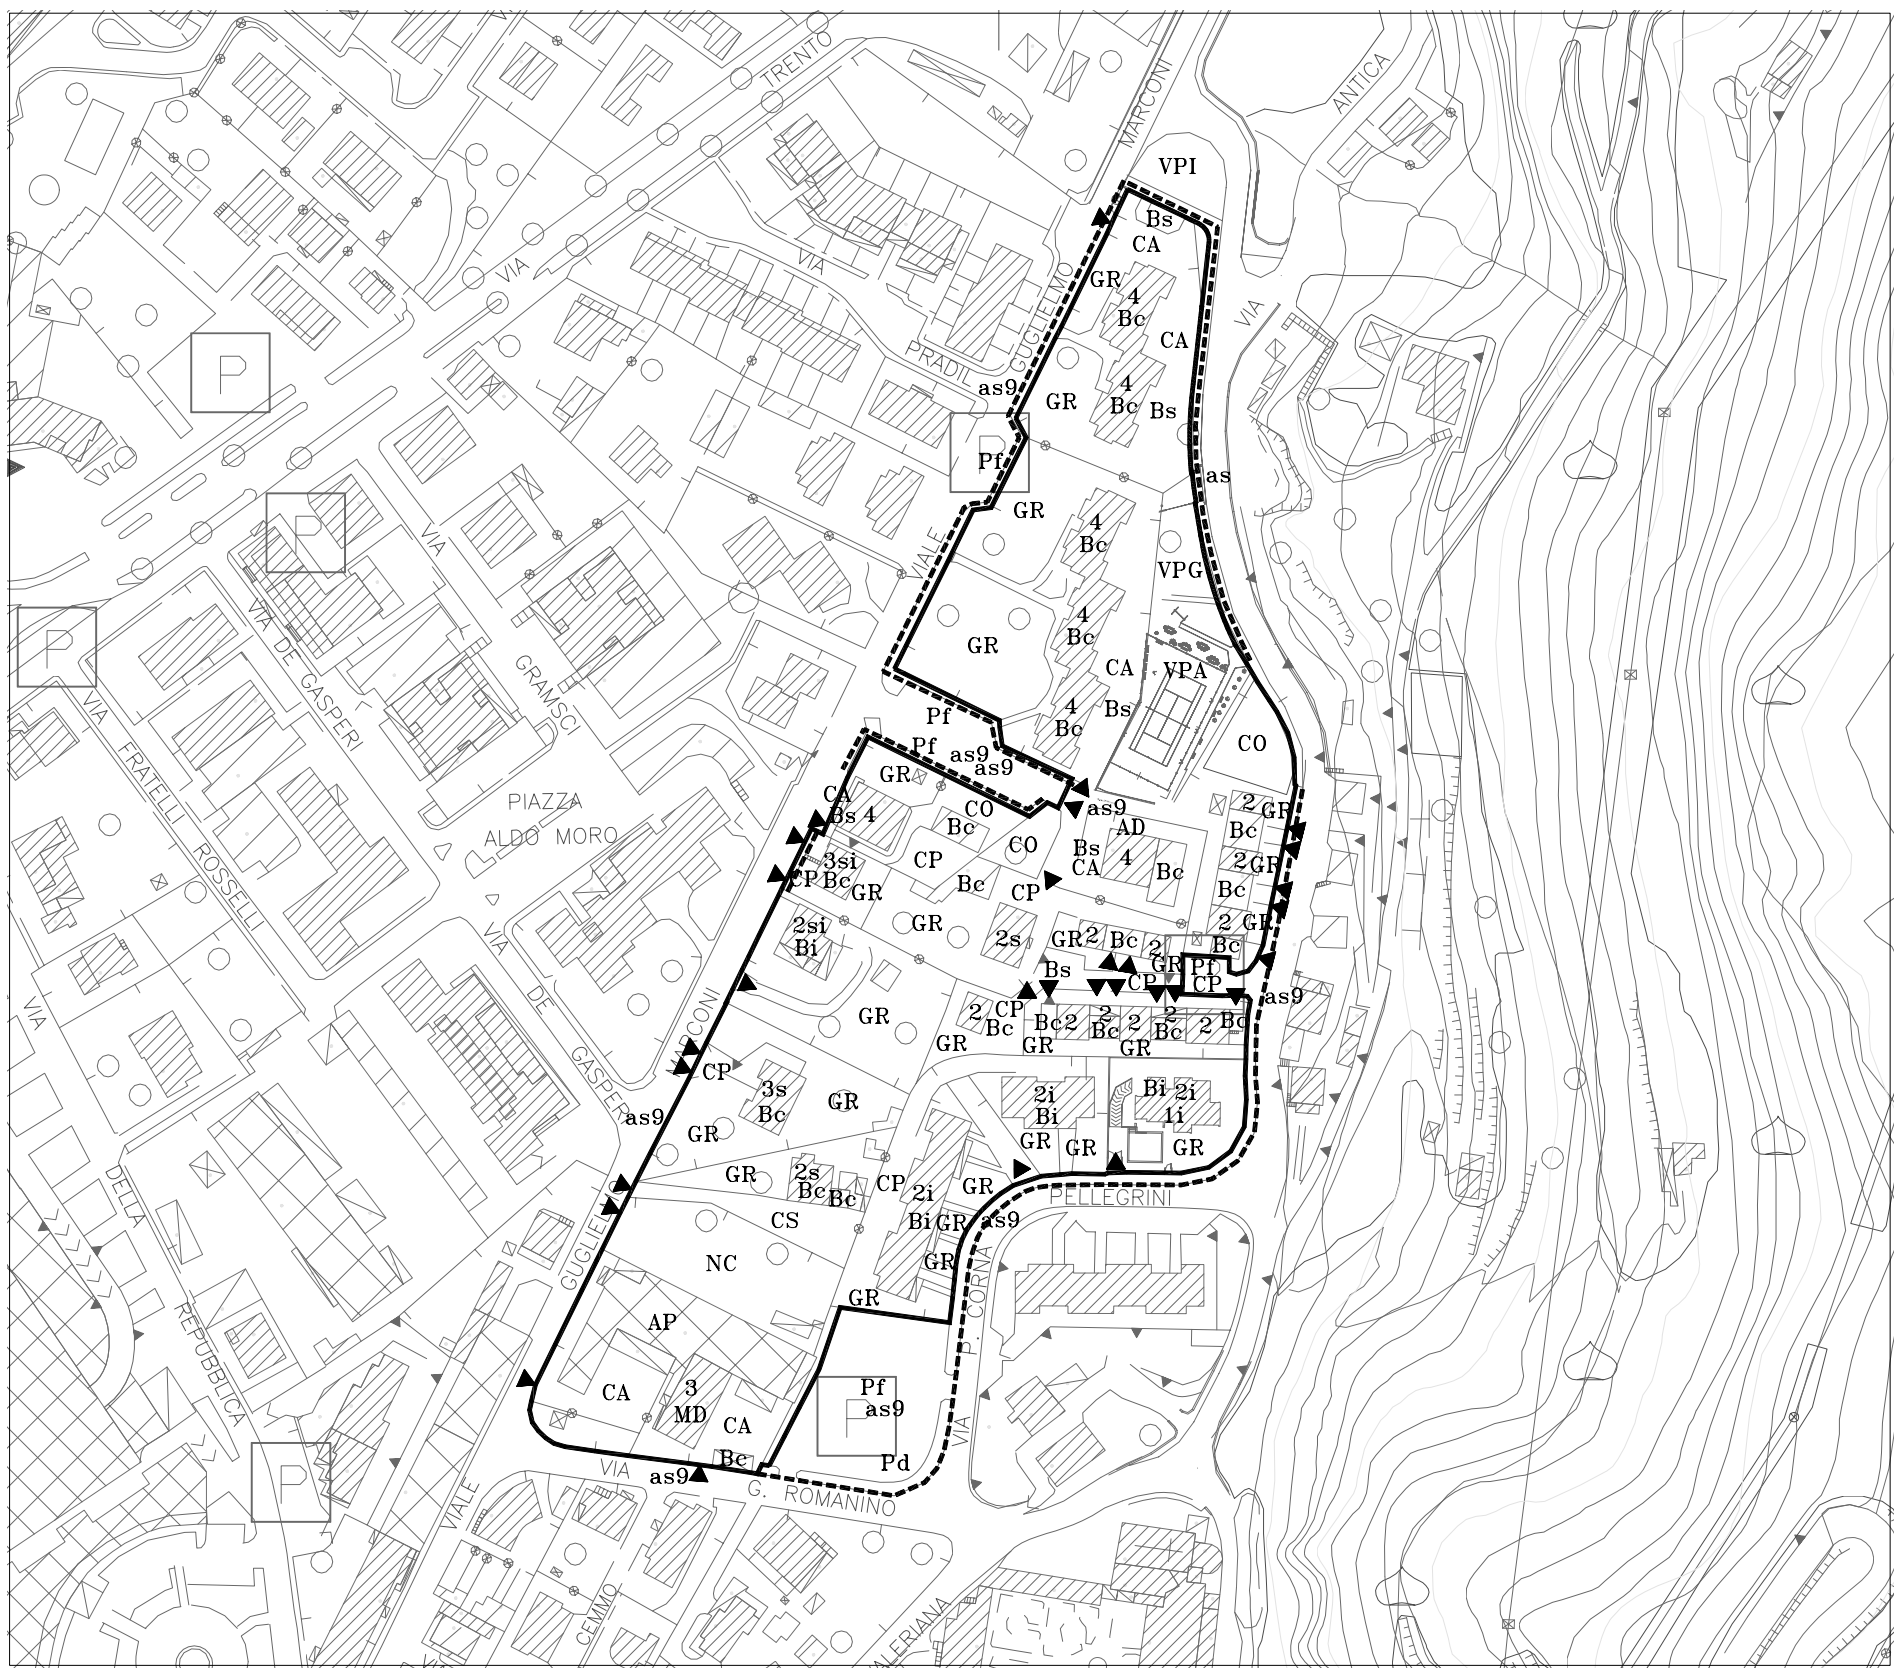 TRENTO
MARCONI
ANTICA
VPI
Bs
CA
VIA
VIA
GR
4
Bc
GUGLIELMO
VIA
CA
P
PRADIL
as9
GR
4
Bc
Bs
P
Pf
as
GR
P
VIA
4
Bc
VIALE
VPG
VIA DE GASPERI
P
4
Bc
GR
GRAMSCI
CA
VPA
VIA
Pf
4
Bc
Bs
Pf
as9
as9
CO
FRATELLI
GR
PIAZZA
ALDO MORO
CA
Bs
4
CO
Bc
as9
AD
2
GR
Bc
ROSSELLI
3si
Bc
CP
GR
CP
CO
Bc
CP
Bs
CA
4
Bc
2
GR
Bc
VIA
2si
Bi
GR
2s
GR
2
Bc
2
GR
2
GR
Bc
Pf
CP
DE
Bs
CP
as9
VIA
MARCONI
GR
2
Bc
CP
GR
Bc
2
GR
2
Bc
2
GR
2
Bc
2
Bc
GASPERI
CP
3s
Bc
GR
as9
GR
2i
Bi
GR
GR
Bi
2i
1i
GR
DELLA
GR
2s
Bc
Bc
CP
2i
Bi
GR
PELLEGRINI
GUGLIELMO
CS
GR
as9
NC
GR
P. CORNA
REPUBBLICA
GR
AP
CA
3
MD
CA
Pf
as9
P
VIA
P
VIALE
VIA
as9
Bc
Pd
G. ROMANINO
CEMMO